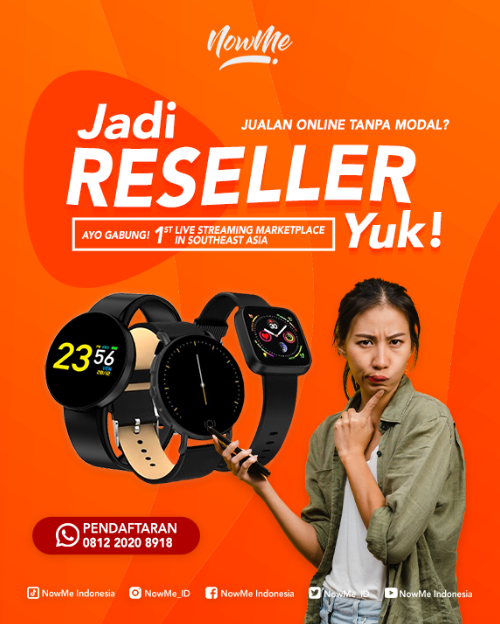 NowMe
Jadi
JUALAN ONLINE TANPA MODAL?
RESELLER
AYO GABUNG! 1ST LIVE STREAMING MARKETPLACE
IN SOUTHEAST ASIA
Yuk!
23 56
PENDAFTARAN
0812 2020 8918
NowMe Indonesia
NowMe_ID
NowMe Indonesia
NowMe_ID
NowMe Indonesia